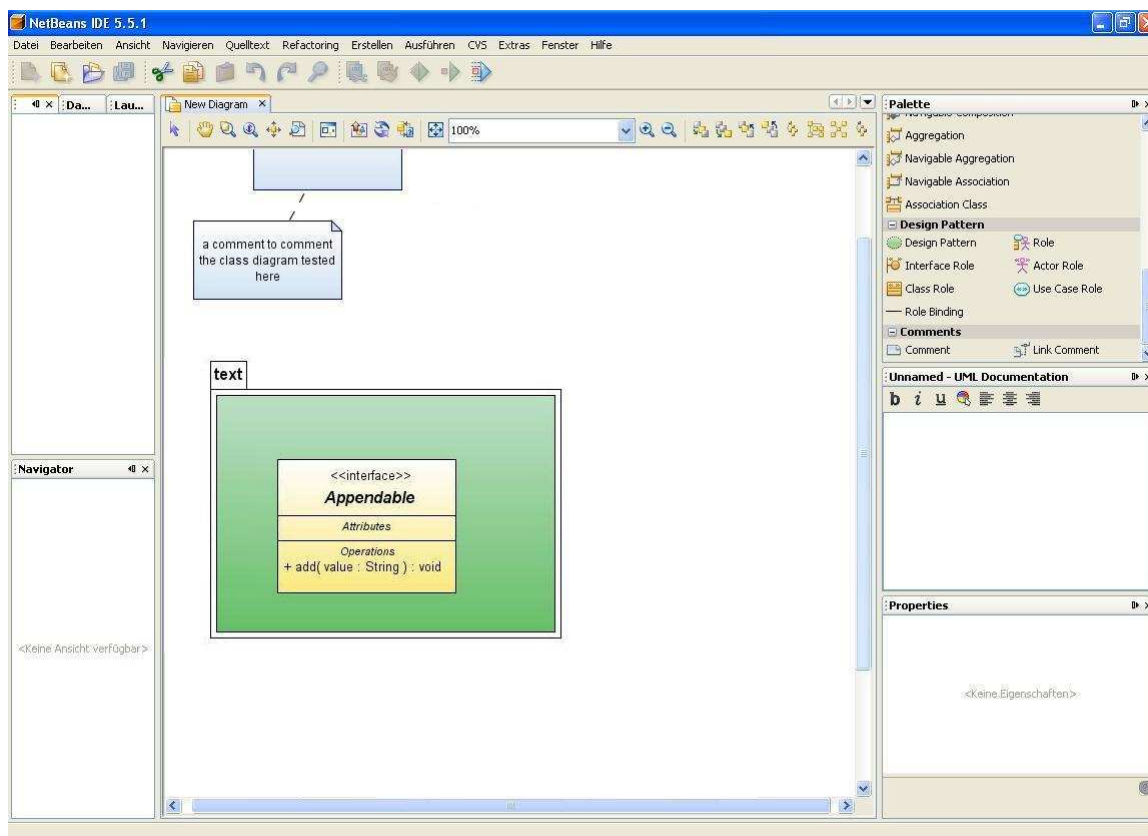 NetBeans IDE 5.5.1
Datei Bearbeiten Ansicht Navigieren Quelltext Refactoring Erstellen Ausführen CVS Extras Fenster Hilfe
Da... Lau...
New Diagram
100%
a comment to comment
the class diagram tested
here
text
<<interface>>
Appendable
Attributes
Operations
+ add( value : String ) : void
Navigator
<Keine Ansicht verfügbar>
Palette
Navigable Composition
Aggregation
Navigable Aggregation
Navigable Association
Association Class
Design Pattern
Design Pattern Role
Interface Role Actor Role
Class Role Use Case Role
Role Binding
Comments
Comment Link Comment
Unnamed - UML Documentation
b i u
Properties
<Keine Eigenschaften>